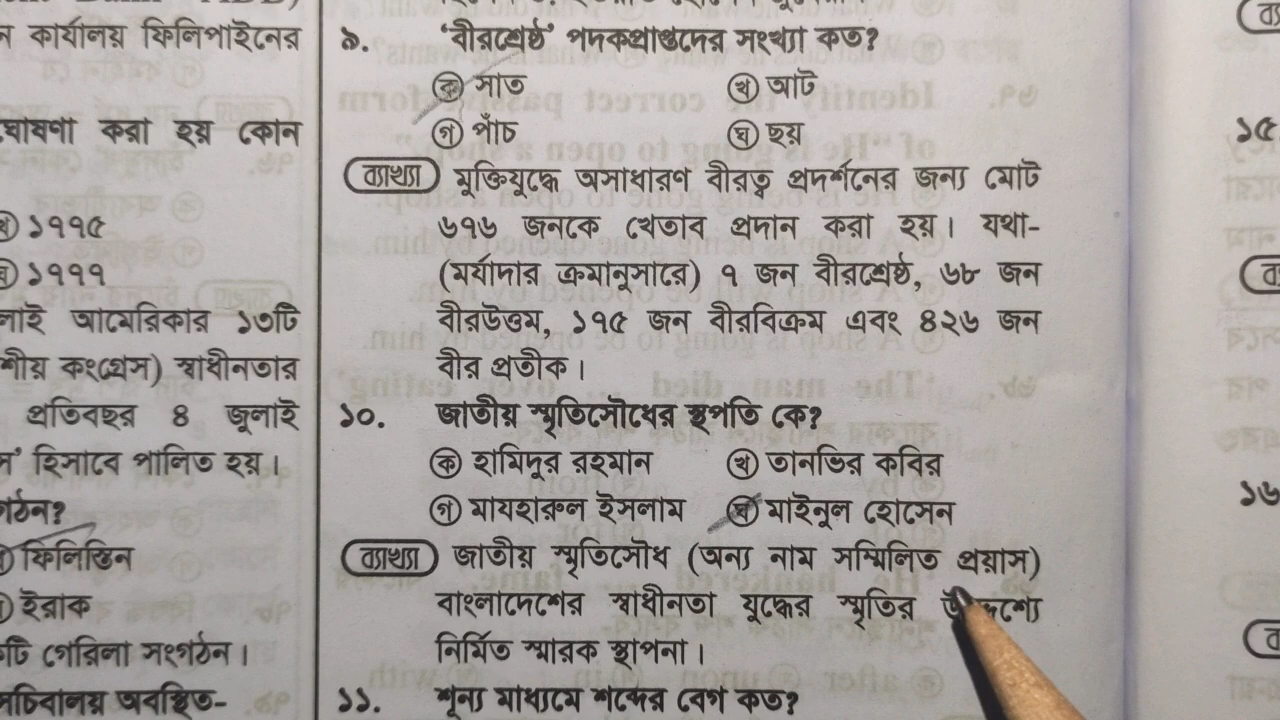 ন কার্যালয় ফিলিপাইনের
ঘোষণা করা হয় কোন
১৭৭৫
১৭৭৭
লাই আমেরিকার ১৩টি
শীয় কংগ্রেস) স্বাধীনতার
প্রতিবছর ৪ জুলাই
স' হিসাবে পালিত হয়।
গঠন?
ফিলিস্তিন
ইরাক
টি গেরিলা সংগঠন।
সচিবালয় অবস্থিত-
৯. 'বীরশ্রেষ্ঠ' পদকপ্রাপ্তদের সংখ্যা কত?
ক সাত খ আট
গ পাঁচ ঘ ছয়
ব্যাখ্যা মুক্তিযুদ্ধে অসাধারণ বীরত্ব প্রদর্শনের জন্য মোট
৬৭৬ জনকে খেতাব প্রদান করা হয়। যথা-
(মর্যাদার ক্রমানুসারে) ৭ জন বীরশ্রেষ্ঠ, ৬৮ জন
বীরউত্তম, ১৭৫ জন বীরবিক্রম এবং ৪২৬ জন
বীর প্রতীক।
১০. জাতীয় স্মৃতিসৌধের স্থপতি কে?
ক হামিদুর রহমান খ তানভির কবির
গ মাযহারুল ইসলাম ঘ মাইনুল হোসেন
ব্যাখ্যা জাতীয় স্মৃতিসৌধ (অন্য নাম সম্মিলিত প্রয়াস)
বাংলাদেশের স্বাধীনতা যুদ্ধের স্মৃতির
নির্মিত স্মারক স্থাপনা।
১১. শূন্য মাধ্যমে শব্দের বেগ কত?
১৫
১৬